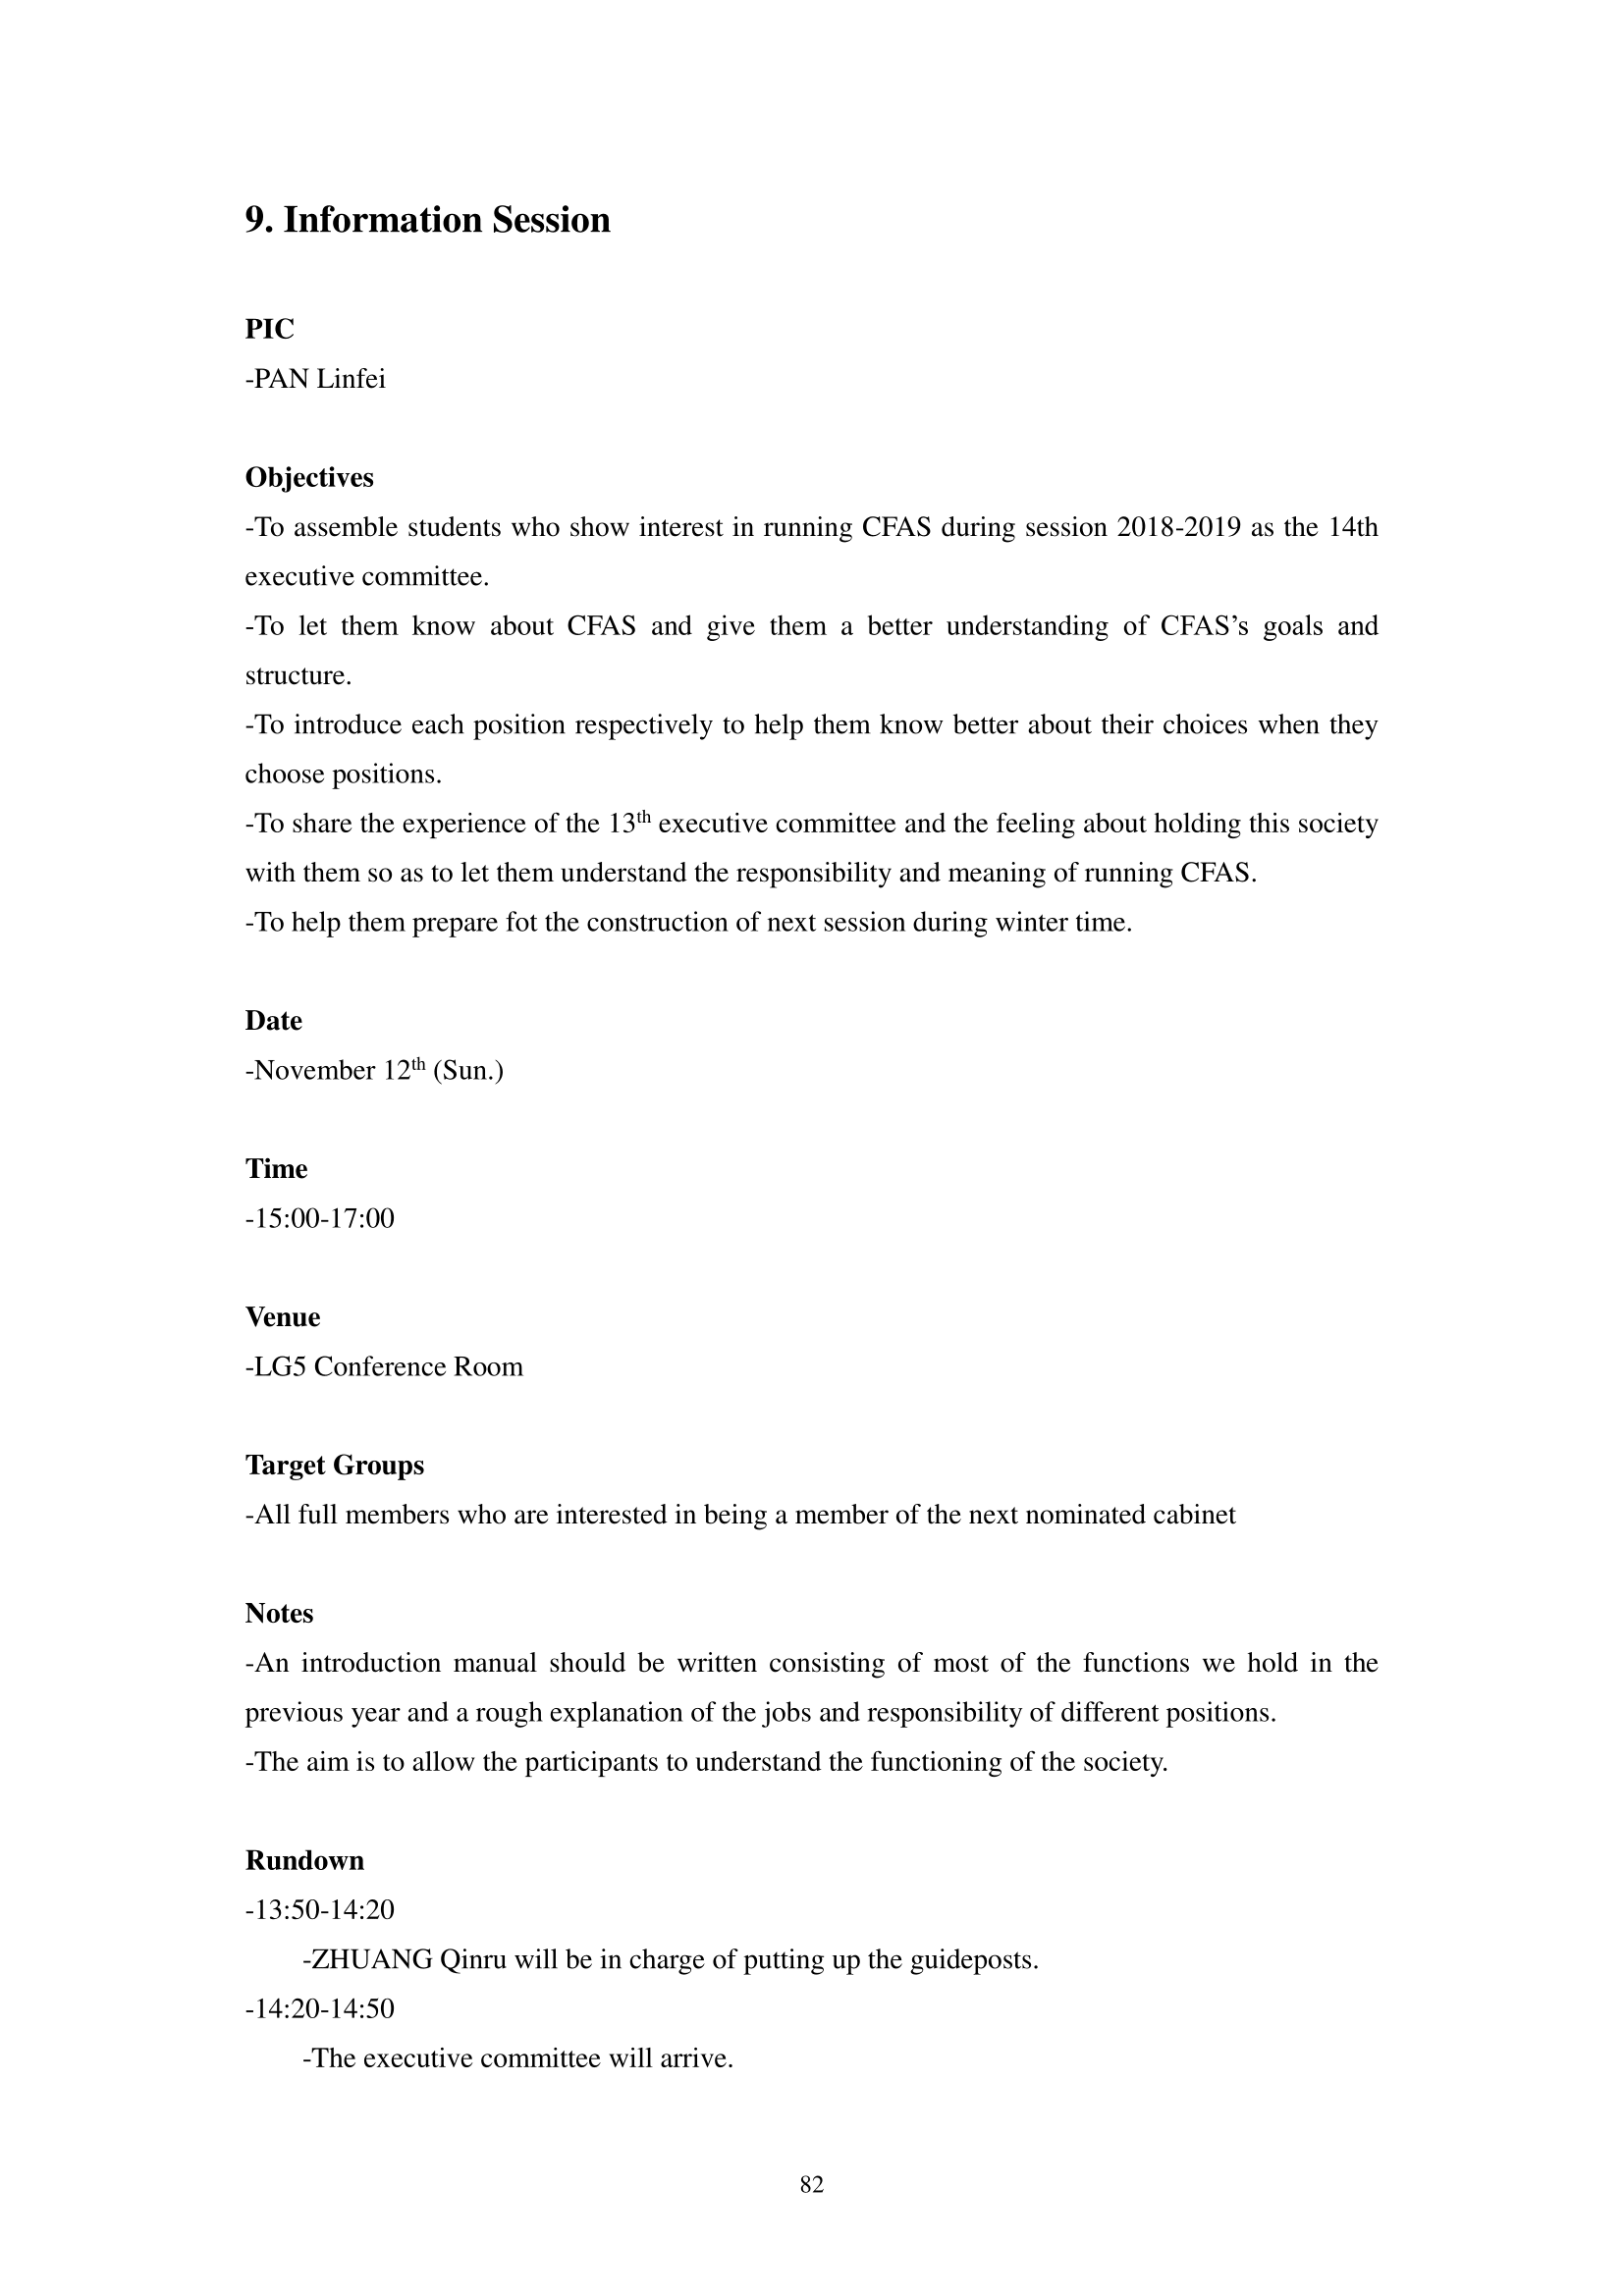 9. Information Session
PIC
-PAN Linfei
Objectives
-To assemble students who show interest in running CFAS during session 2018-2019 as the 14th
executive committee.
-To let them know about CFAS and give them a better understanding of CFAS’s goals and
structure.
-To introduce each position respectively to help them know better about their choices when they
choose positions.
-To share the experience of the 13th executive committee and the feeling about holding this society
with them so as to let them understand the responsibility and meaning of running CFAS.
-To help them prepare fot the construction of next session during winter time.
Date
-November 12th (Sun.)
Time
-15:00-17:00
Venue
-LG5 Conference Room
Target Groups
-All full members who are interested in being a member of the next nominated cabinet
Notes
-An introduction manual should be written consisting of most of the functions we hold in the
previous year and a rough explanation of the jobs and responsibility of different positions.
-The aim is to allow the participants to understand the functioning of the society.
Rundown
-13:50-14:20
-ZHUANG Qinru will be in charge of putting up the guideposts.
-14:20-14:50
-The executive committee will arrive.
82